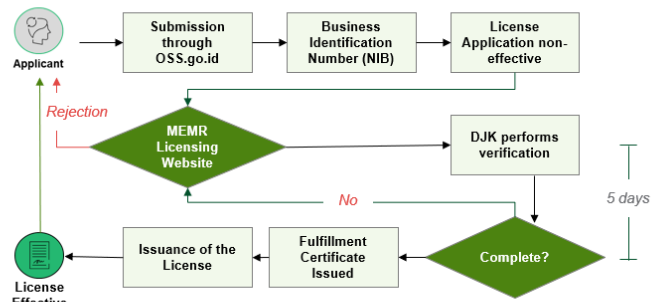 Applicant
Submission
through
OSS.go.id
Business
Identification
Number (NIB)
License
Application non-
effective
Rejection
MEMR
Licensing
Website
DJK performs
verification
5 days
No
Complete?
Fulfillment
Certificate
Issued
Issuance of the
License
License
Effective